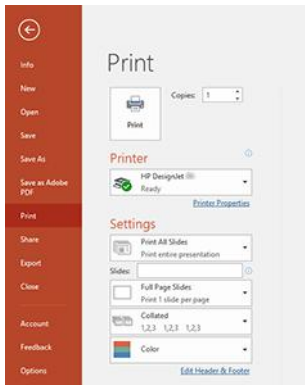 Info
New
Open
Save
Save As
Save as Adobe
PDF
Print
Share
Export
Close
Account
Feedback
Options
Print
Copies: 1
Print
Printer
HP DesignJet
Ready
Printer Properties
Settings
Print All Slides
Print entire presentation
Slides:
Full Page Slides
Print 1 slide per page
Collated
1,2,3 1,2,3 1,2,3
Color
Edit Header & Footer